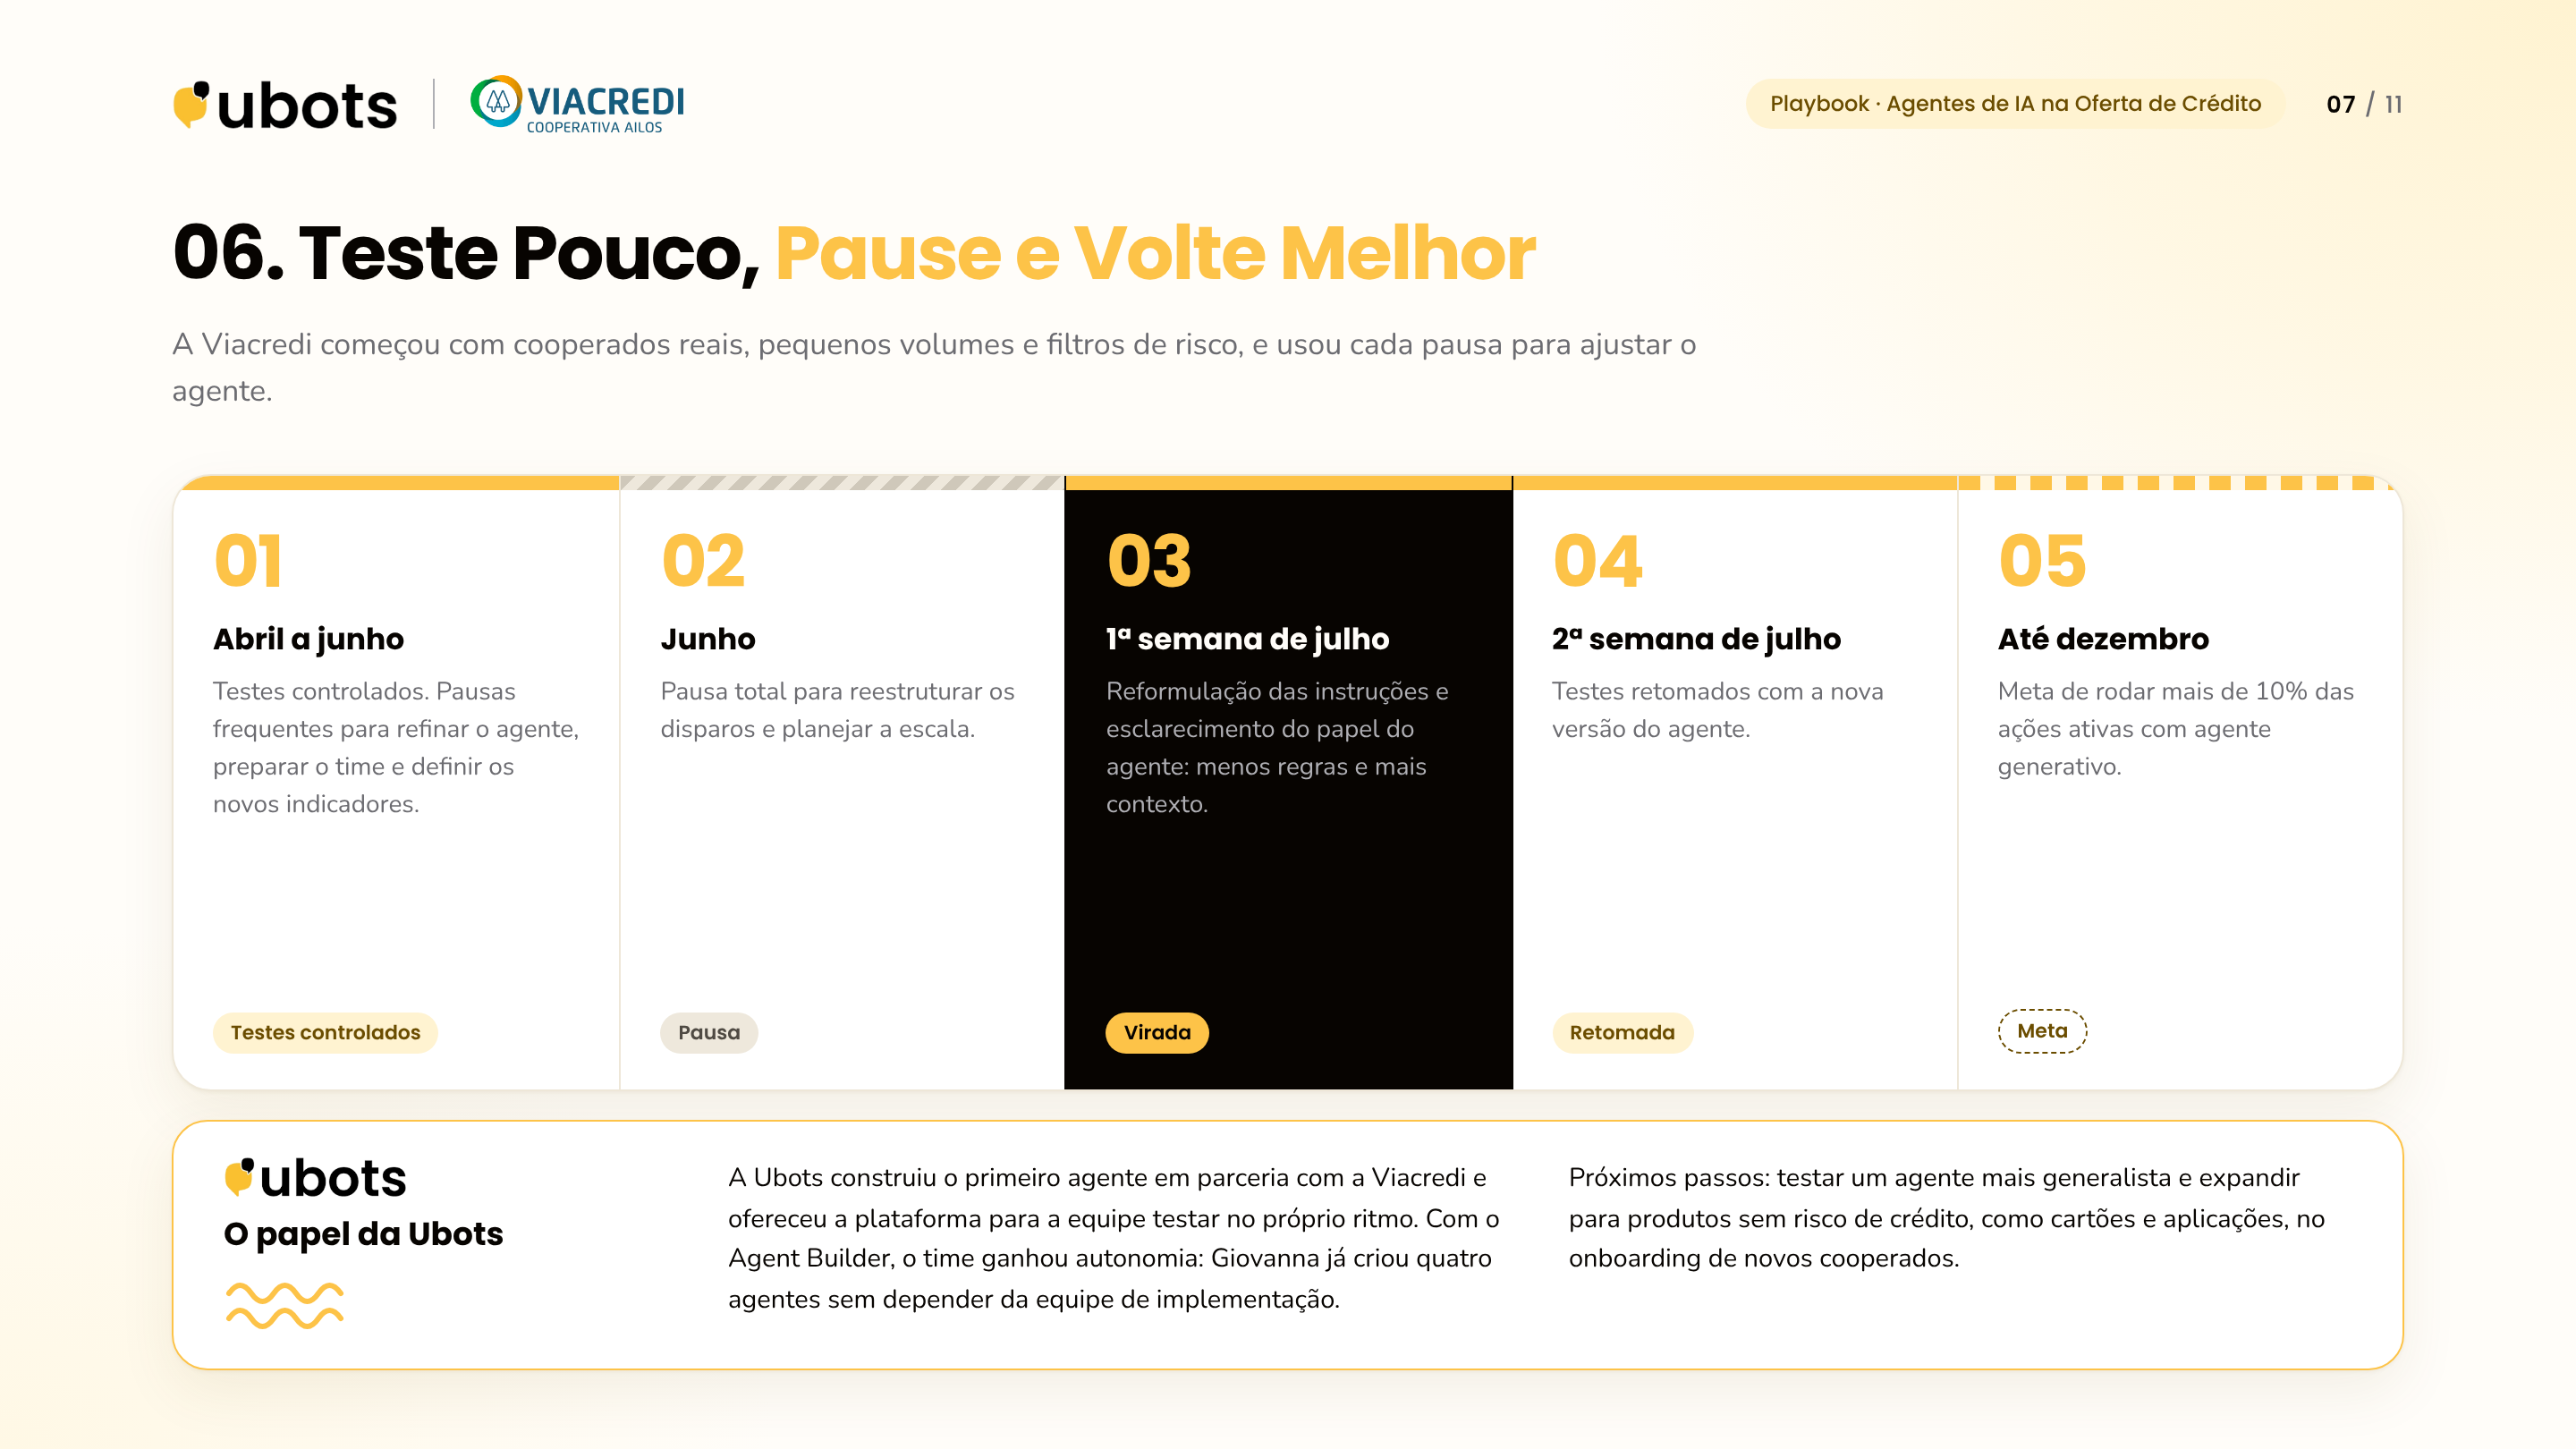 ubots
VIACREDI
COOPERATIVA AILOS
Playbook · Agentes de IA na Oferta de Crédito
07 / 11
06. Teste Pouco, Pause e Volte Melhor
A Viacredi começou com cooperados reais, pequenos volumes e filtros de risco, e usou cada pausa para ajustar o
agente.
01
Abril a junho
Testes controlados. Pausas
frequentes para refinar o agente,
preparar o time e definir os
novos indicadores.
Testes controlados
02
Junho
Pausa total para reestruturar os
disparos e planejar a escala.
Pausa
03
1ª semana de julho
Reformulação das instruções e
esclarecimento do papel do
agente: menos regras e mais
contexto.
Virada
04
2ª semana de julho
Testes retomados com a nova
versão do agente.
Retomada
05
Até dezembro
Meta de rodar mais de 10% das
ações ativas com agente
generativo.
Meta
ubots
O papel da Ubots
A Ubots construiu o primeiro agente em parceria com a Viacredi e
ofereceu a plataforma para a equipe testar no próprio ritmo. Com o
Agent Builder, o time ganhou autonomia: Giovanna já criou quatro
agentes sem depender da equipe de implementação.
Próximos passos: testar um agente mais generalista e expandir
para produtos sem risco de crédito, como cartões e aplicações, no
onboarding de novos cooperados.